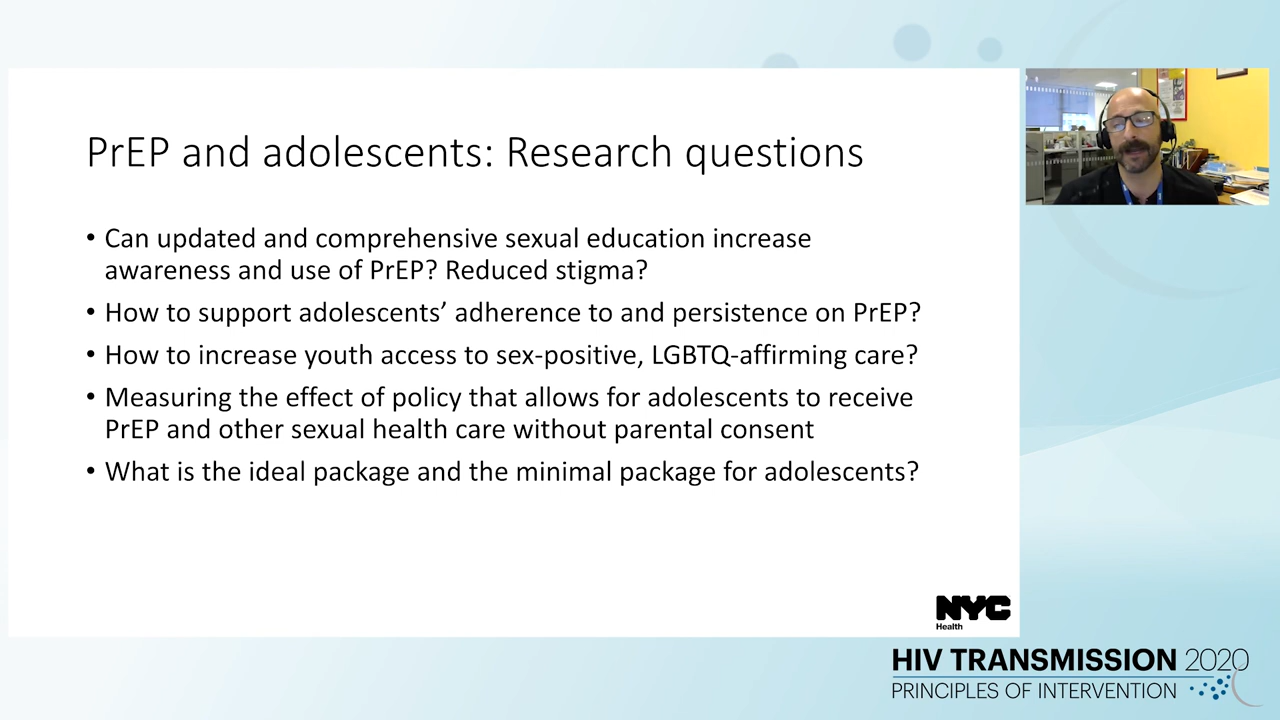 PrEP and adolescents: Research questions
• Can updated and comprehensive sexual education increase
awareness and use of PrEP? Reduced stigma?
• How to support adolescents’ adherence to and persistence on PrEP?
• How to increase youth access to sex-positive, LGBTQ-affirming care?
• Measuring the effect of policy that allows for adolescents to receive
PrEP and other sexual health care without parental consent
• What is the ideal package and the minimal package for adolescents?
NYC
Health
HIV TRANSMISSION 2020
PRINCIPLES OF INTERVENTION